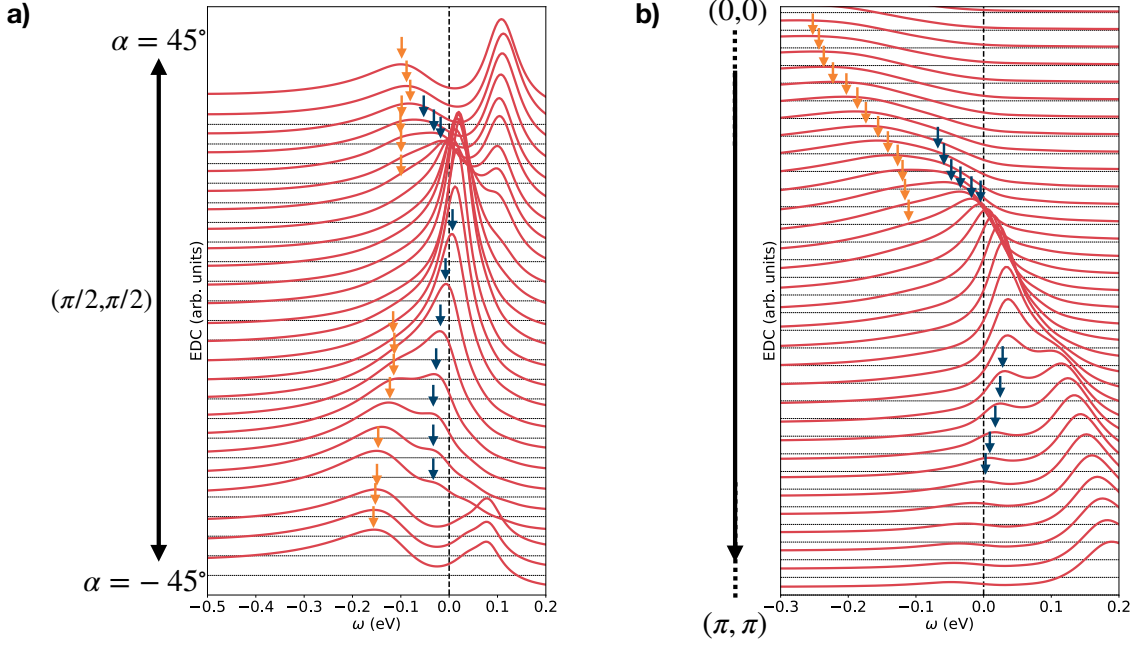 a)
α = 45°
(π/2,π/2)
α = − 45°
EDC (arb. units)
−0.5 −0.4 −0.3 −0.2 −0.1 0.0 0.1 0.2
ω (eV)
b)
(0,0)
(π, π)
EDC (arb. units)
−0.3 −0.2 −0.1 0.0 0.1 0.2
ω (eV)